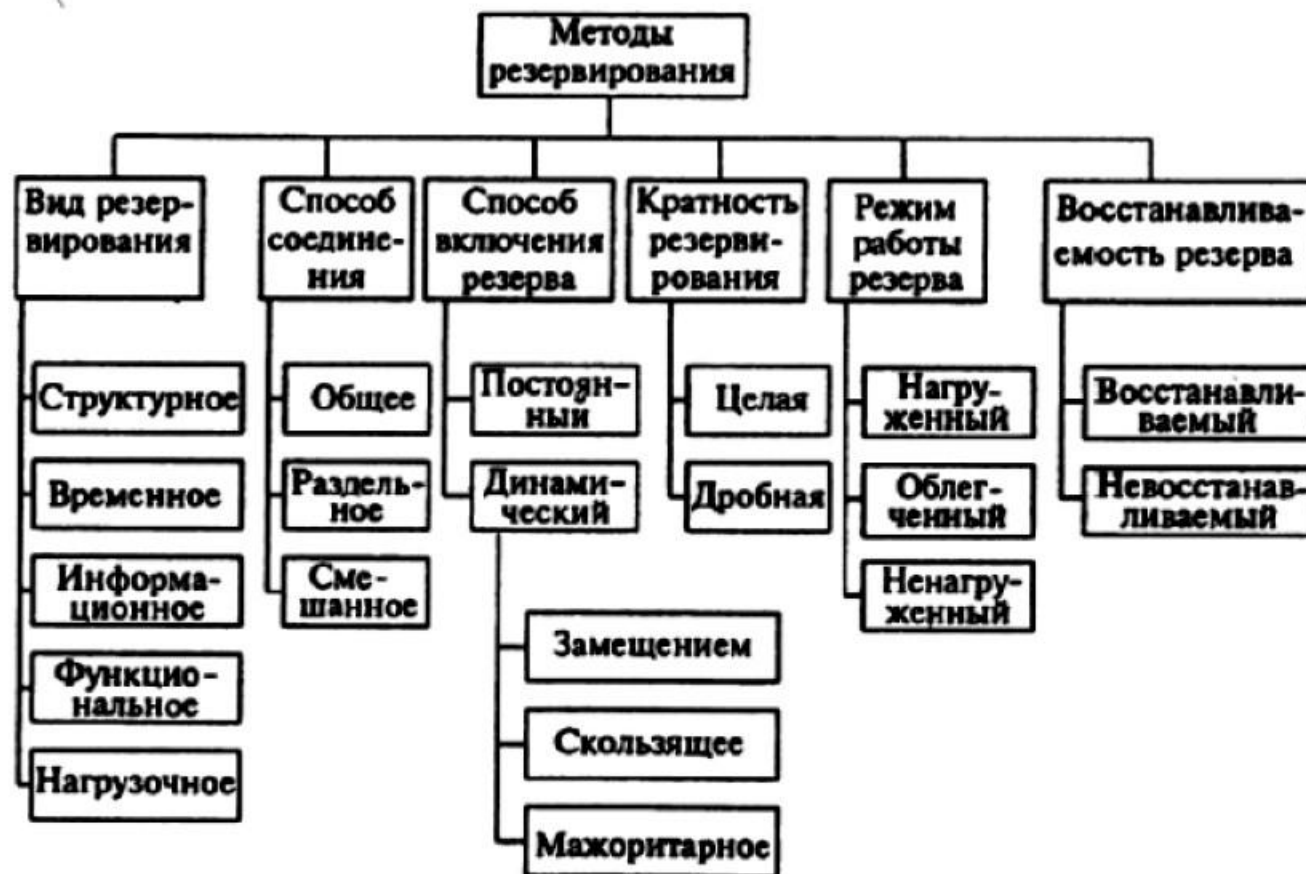 Методы
резервирования
Вид резер-
вирования
Способ
соедине-
ния
Способ
включения
резерва
Кратность
резерви-
рования
Режим
работы
резерва
Восстанавлива-
емость резерва
Структурное
Временное
Информа-
ционное
Функцио-
нальное
Нагрузочное
Общее
Раздель-
ное
Сме-
шанное
Постоян-
ный
Динами-
ческий
Замещением
Скользящее
Мажоритарное
Целая
Дробная
Нагру-
женный
Облег-
ченный
Ненагру-
женный
Восстанавли-
ваемый
Невосстанав-
ливаемый